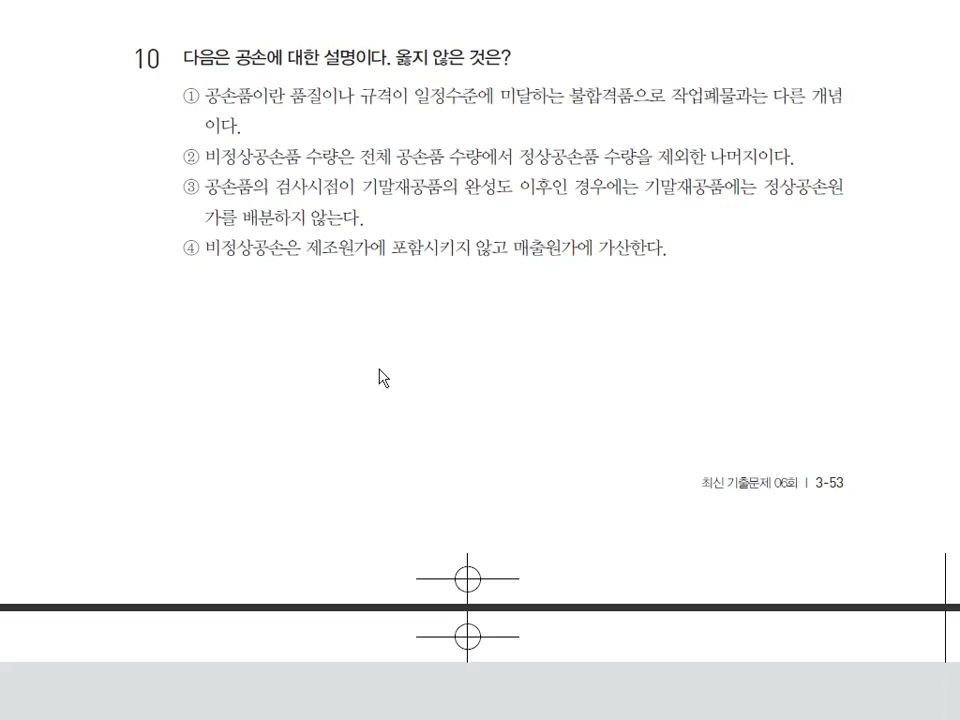 10 다음은 공손에 대한 설명이다. 옳지 않은 것은?
① 공손품이란 품질이나 규격이 일정수준에 미달하는 불합격품으로 작업폐물과는 다른 개념
이다.
② 비정상공손품 수량은 전체 공손품 수량에서 정상공손품 수량을 제외한 나머지이다.
③ 공손품의 검사시점이 기말재공품의 완성도 이후인 경우에는 기말재공품에는 정상공손원
가를 배분하지 않는다.
④ 비정상공손은 제조원가에 포함시키지 않고 매출원가에 가산한다.
최신 기출문제 06회 | 3-53